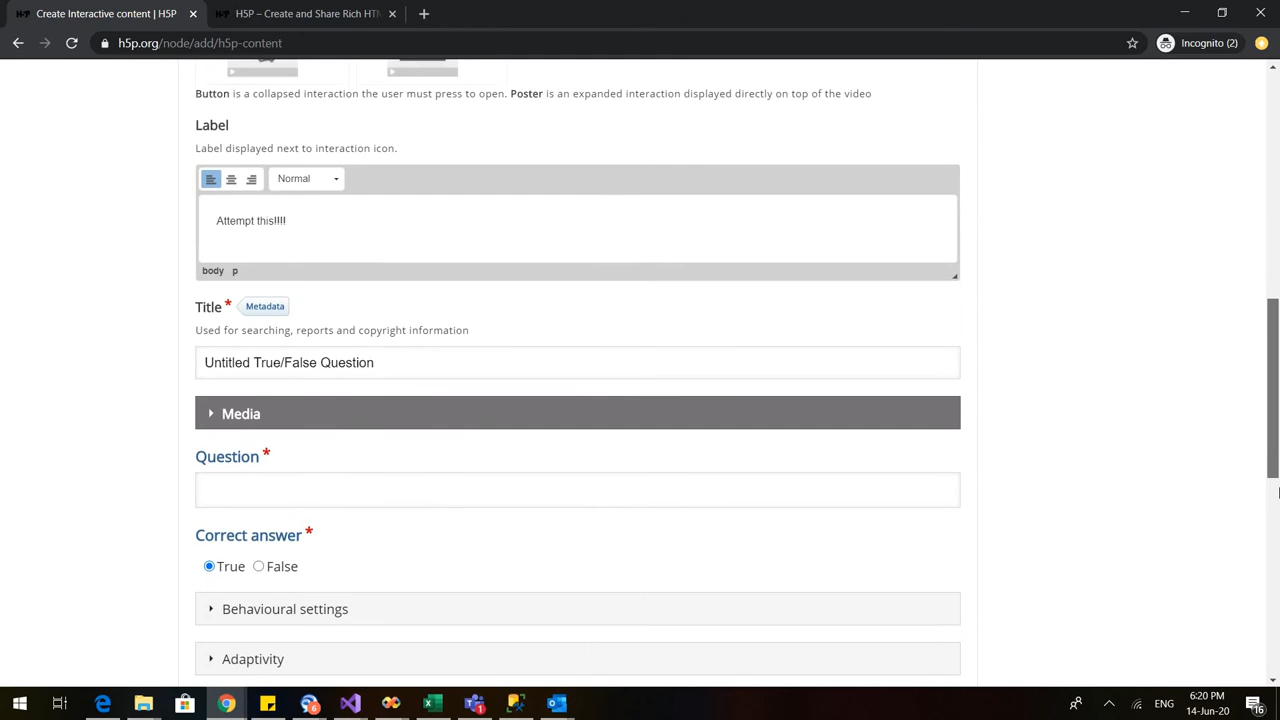 Create Interactive content | H5P
H5P – Create and Share Rich HTM
h5p.org/node/add/h5p-content
Incognito (2)
Button is a collapsed interaction the user must press to open. Poster is an expanded interaction displayed directly on top of the video
Label
Label displayed next to interaction icon.
Normal
Attempt this!!!!
body p
Title * Metadata
Used for searching, reports and copyright information
Untitled True/False Question
Media
Question *
Correct answer *
True False
Behavioural settings
Adaptivity
6:20 PM
ENG
14-Jun-20
16
6
1